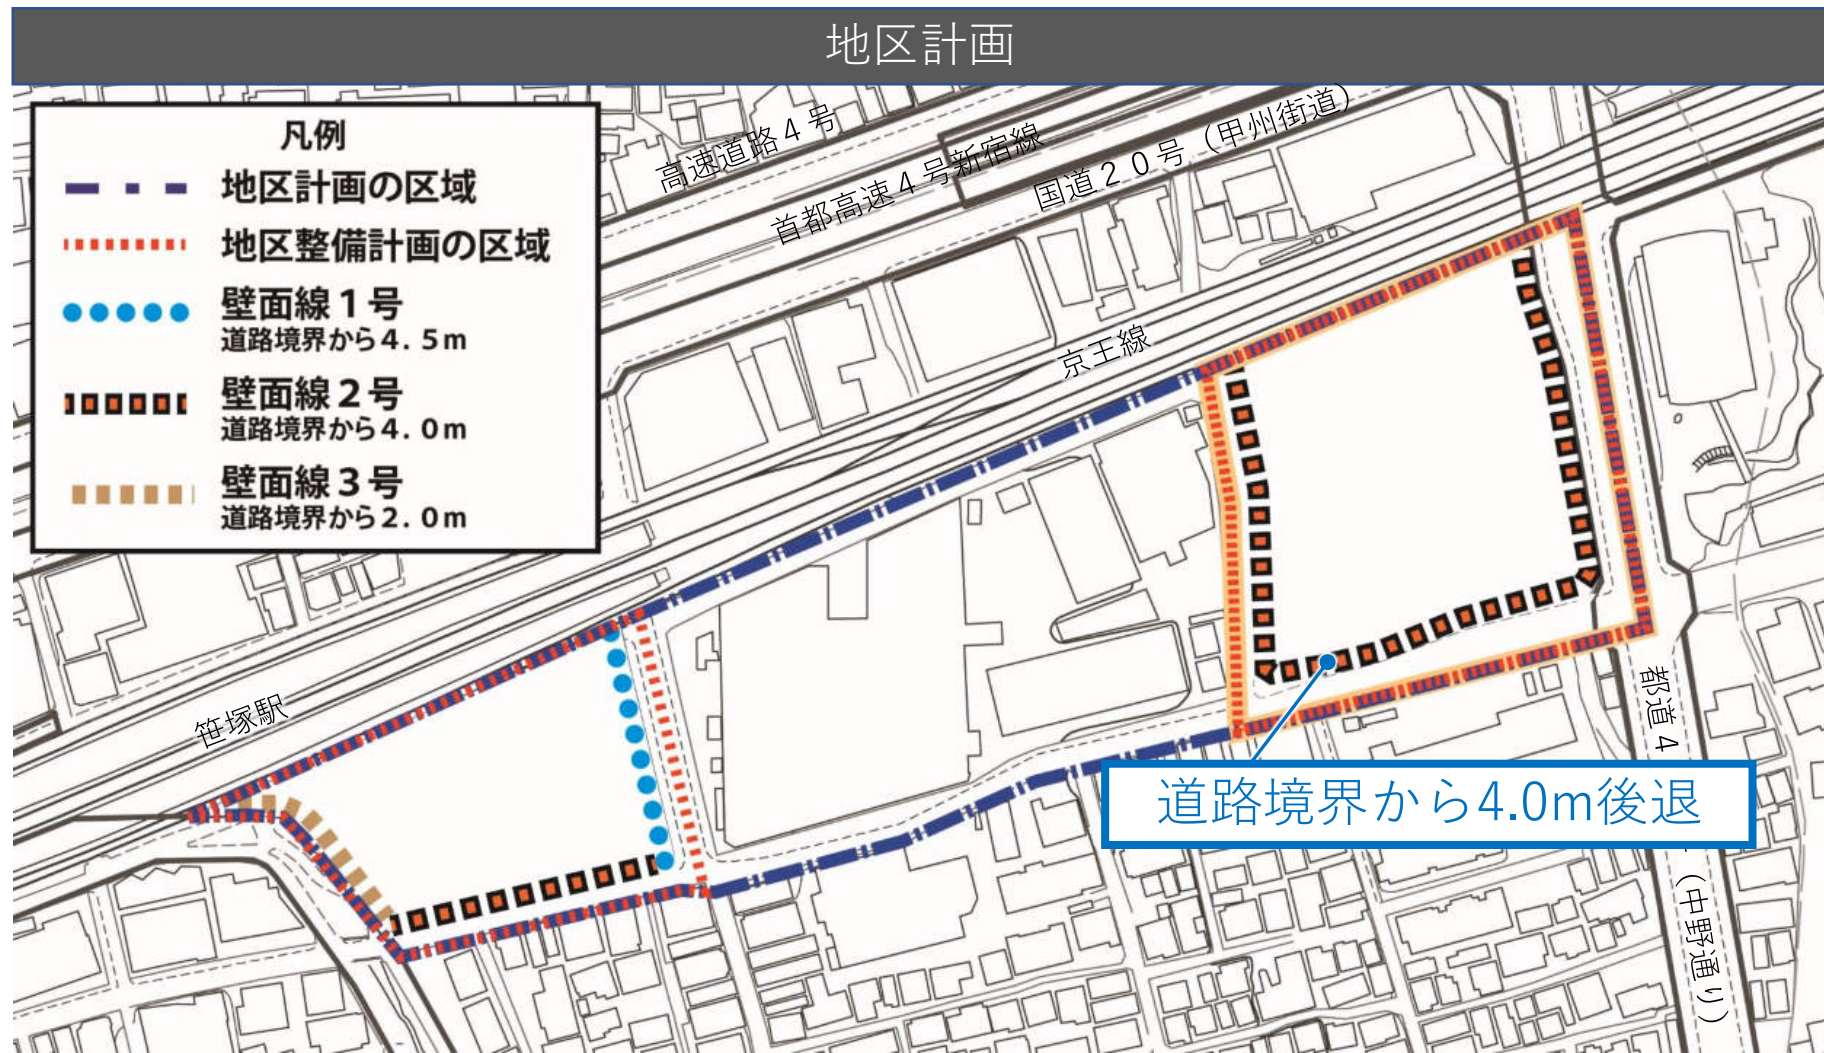 地区計画
凡例
地区計画の区域
地区整備計画の区域
壁面線１号
道路境界から４．５ｍ
壁面線２号
道路境界から４．０ｍ
壁面線３号
道路境界から２．０ｍ
高速道路４号
首都高速４号新宿線
国道２０号（甲州街道）
京王線
笹塚駅
道路境界から4.0m後退
都道４
（中野通り）